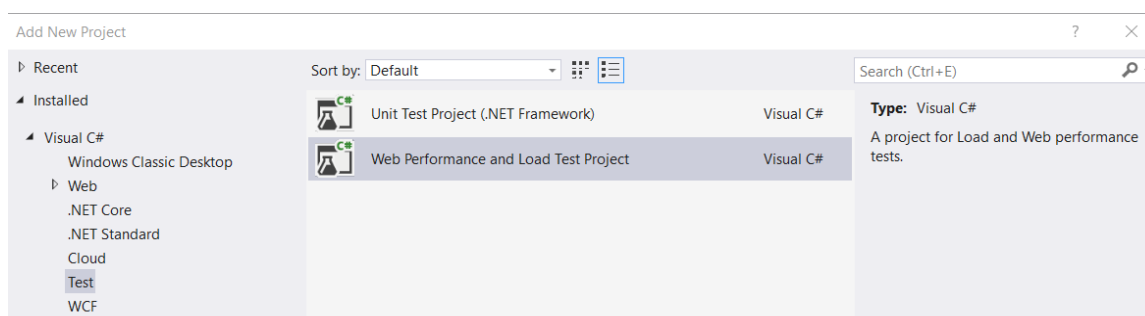 Add New Project
?
Recent
Installed
Visual C#
Windows Classic Desktop
Web
.NET Core
.NET Standard
Cloud
Test
WCF
Sort by: Default
C# Unit Test Project (.NET Framework) Visual C#
C# Web Performance and Load Test Project Visual C#
Search (Ctrl+E)
Type: Visual C#
A project for Load and Web performance
tests.